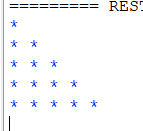 ========= REST
*
* *
* * *
* * * *
* * * * *